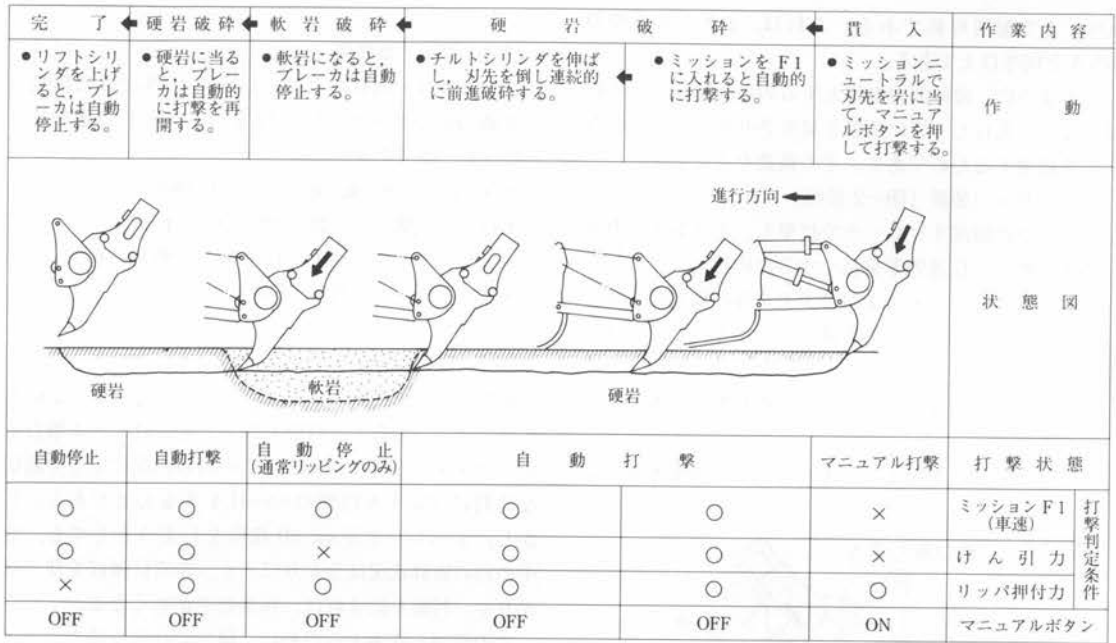 完 了 ← 硬岩破砕 ← 軟岩破砕 ← 硬 岩 破 砕 ← 貫 入 作業内容
●リフトシリ
ンダを上げ
ると，ブレ
ーカは自動
停止する。
●硬岩に当る
と，ブレー
カは自動的
に打撃を再
開する。
●軟岩になると，
ブレーカは自動
停止する。
●チルトシリンダを伸ば
し，刃先を倒し連続的
に前進破砕する。
←
●ミッションを F1
に入れると自動的
に打撃する。
●ミッションニ
ュートラルで
刃先を岩に当
て，マニュア
ルボタンを押
して打撃する。
作 動
進行方向 ←
状 態 図
硬岩
軟岩
硬岩
自動停止 自動打撃 自 動 停 止 自 動 打 撃 マニュアル打撃 打 撃 状 態
(通常リッピングのみ)
○ ○ ○ ○ ○ × ミッションF1
(車速)
○ ○ × ○ ○ × け ん 引 力
× ○ ○ ○ ○ ○ リッパ押付力
打撃判定条件
OFF OFF OFF OFF OFF ON マニュアルボタン